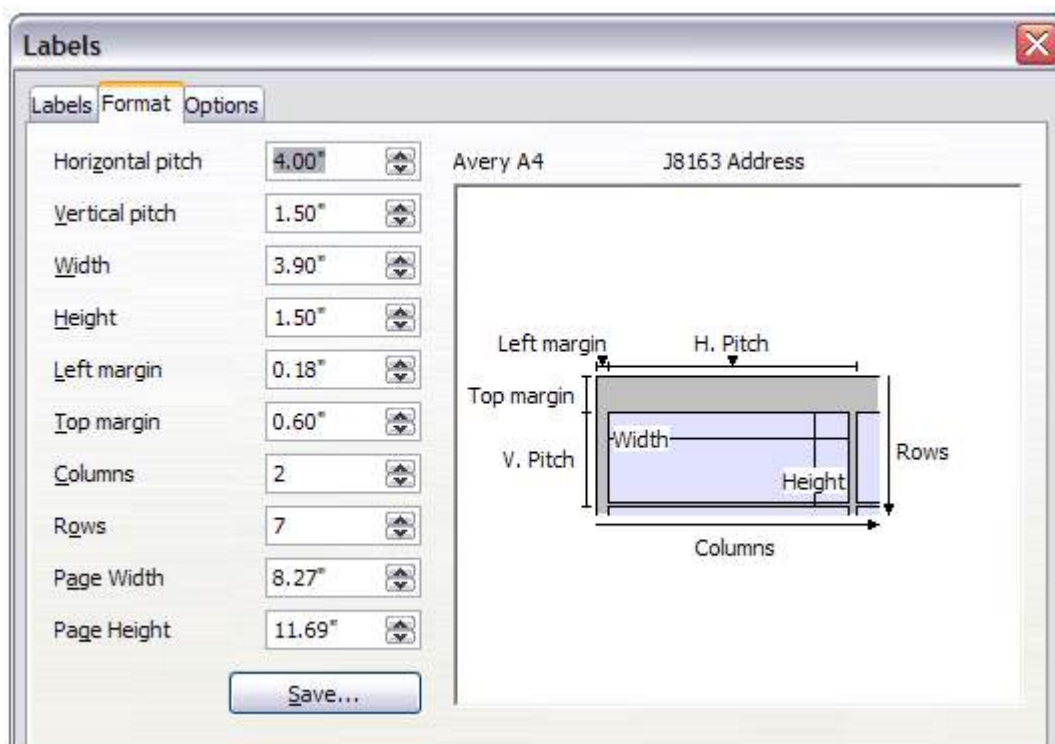 Labels
Labels Format Options
Horizontal pitch 4.00"
Vertical pitch 1.50"
Width 3.90"
Height 1.50"
Left margin 0.18"
Top margin 0.60"
Columns 2
Rows 7
Page Width 8.27"
Page Height 11.69"
Save...
Avery A4 J8163 Address
Left margin H. Pitch
Top margin
Width
V. Pitch
Rows
Height
Columns